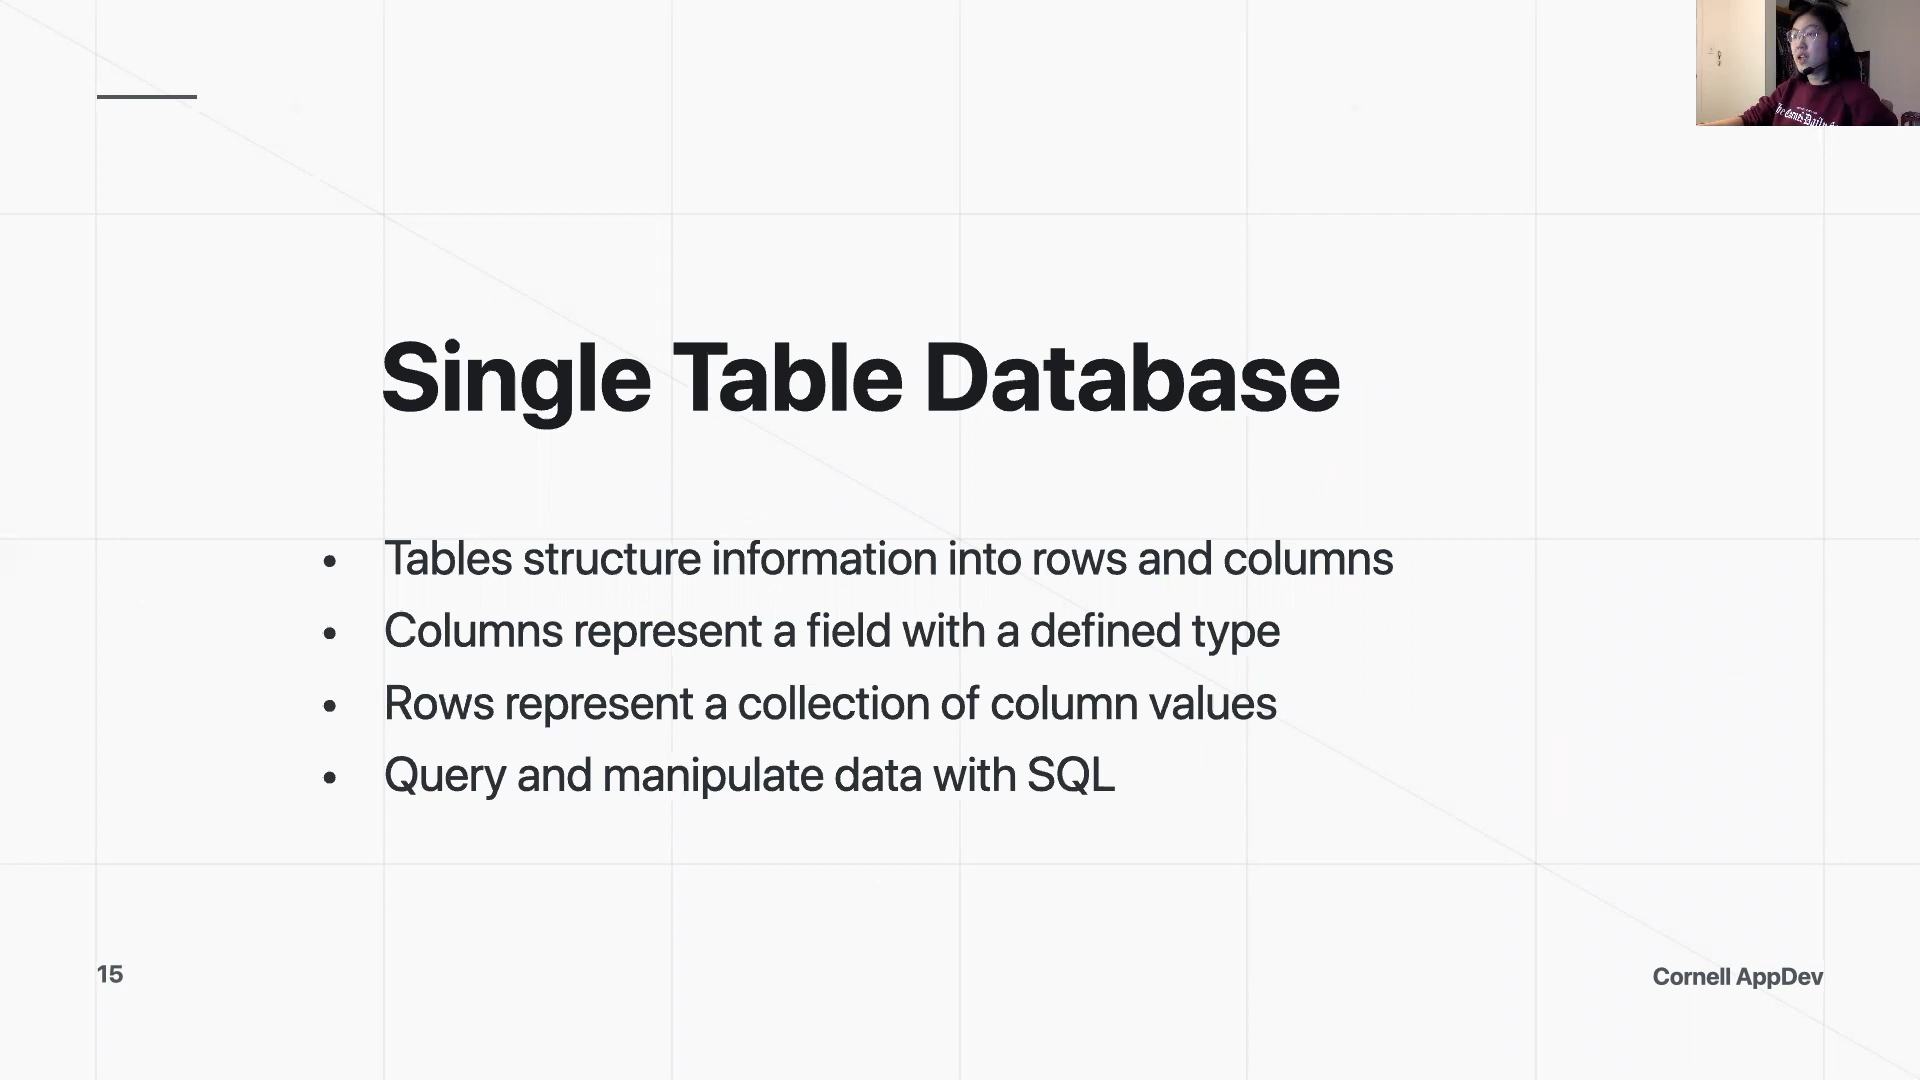 Single Table Database
• Tables structure information into rows and columns
• Columns represent a field with a defined type
• Rows represent a collection of column values
• Query and manipulate data with SQL
15
Cornell AppDev